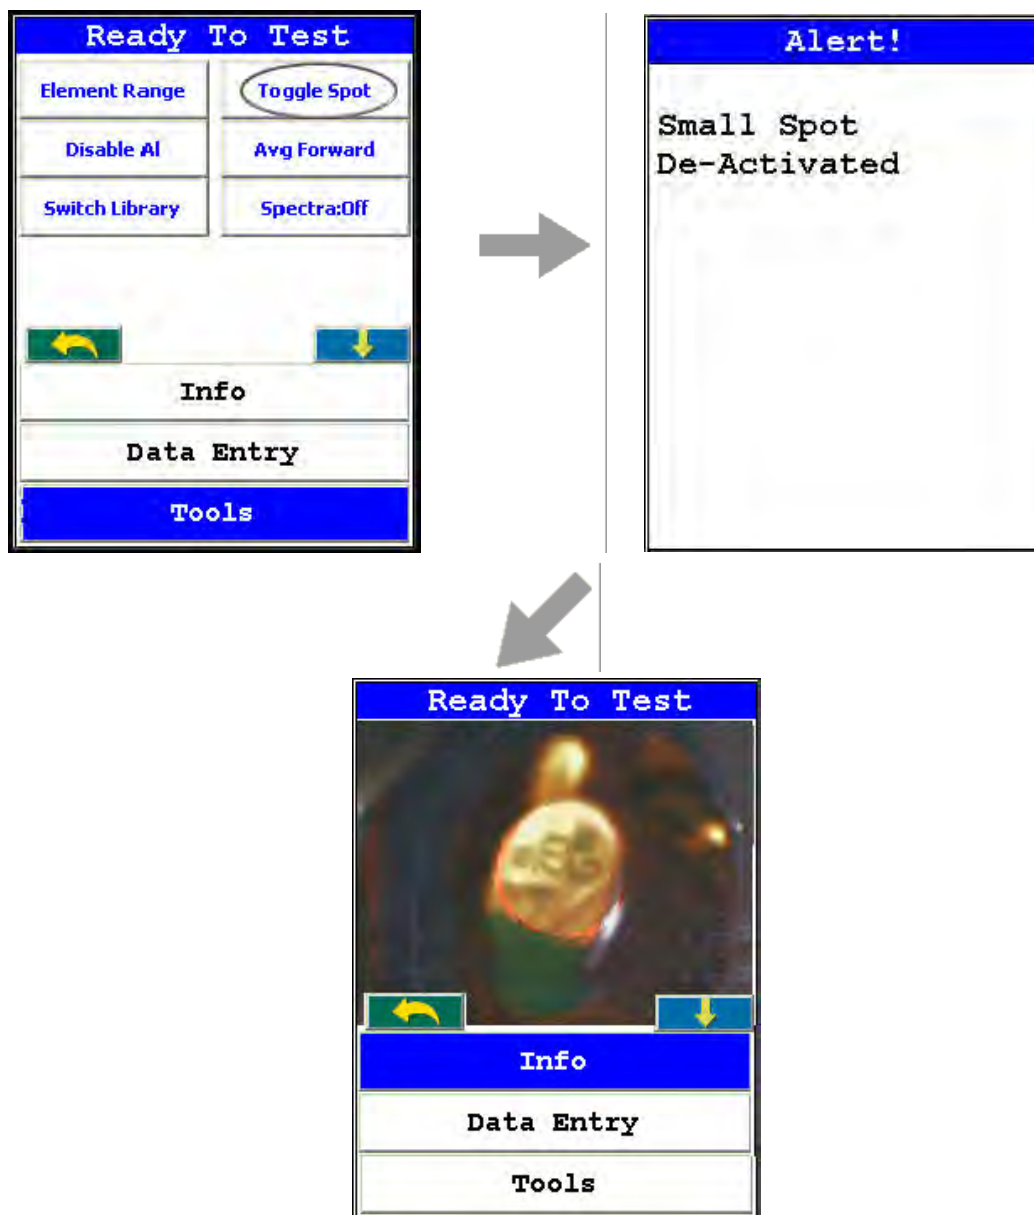 Ready To Test
Element Range
Toggle Spot
Disable Al
Avg Forward
Switch Library
Spectra:Off
Info
Data Entry
Tools
Alert!
Small Spot
De-Activated
Ready To Test
Info
Data Entry
Tools